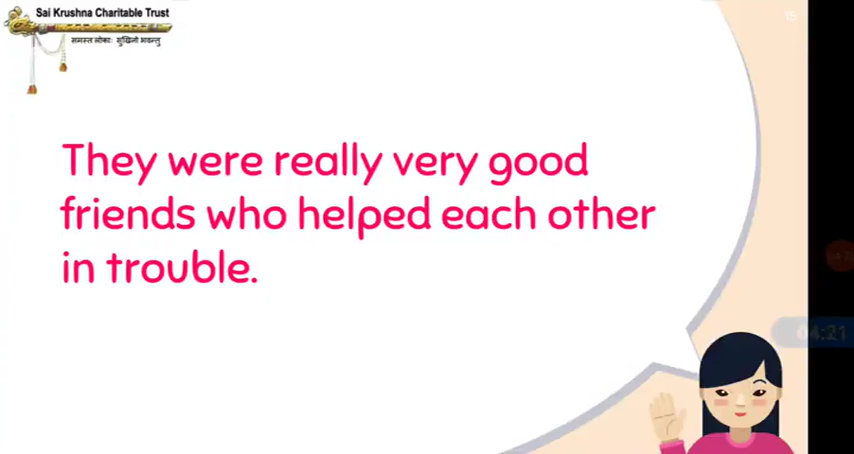 Sai Krushna Charitable Trust
समस्त लोकाः सुखिनो भवन्तु
15
They were really very good
friends who helped each other
in trouble.
04:21